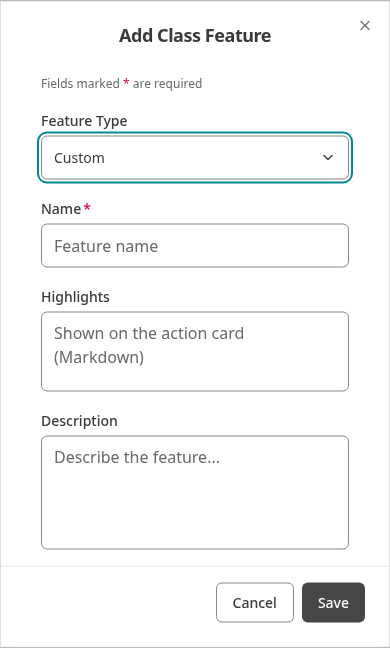 Add Class Feature
Fields marked * are required
Feature Type
Custom
Name*
Feature name
Highlights
Shown on the action card
(Markdown)
Description
Describe the feature...
Cancel
Save